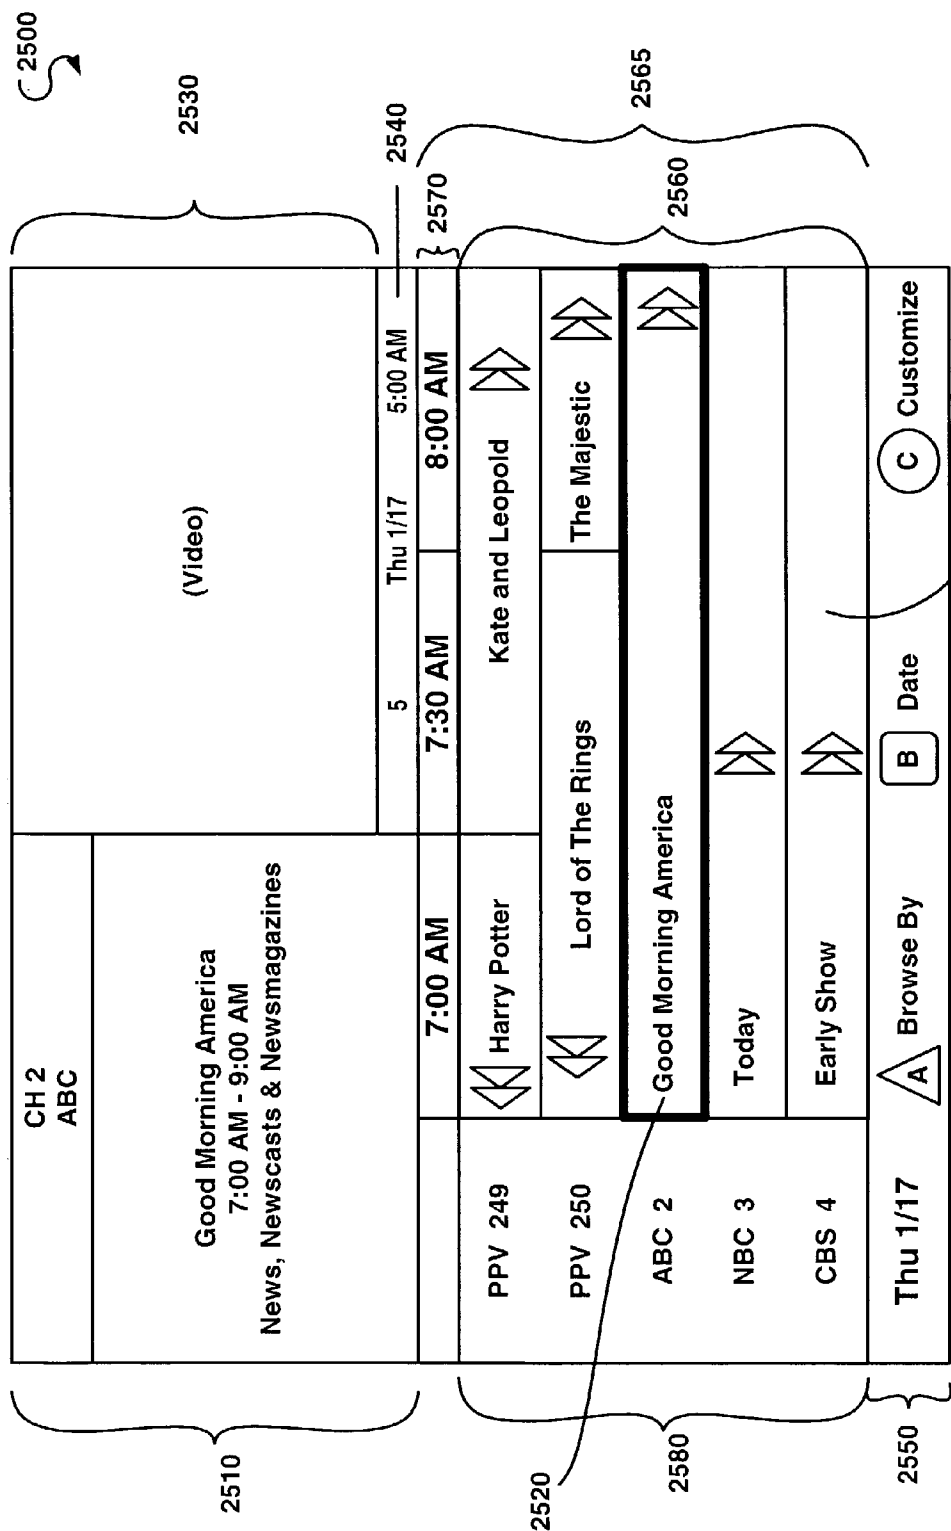 2500
2530
2540
2570
2560
2565
2510
2520
2580
2550
CH 2
ABC
Good Morning America
7:00 AM - 9:00 AM
News, Newscasts & Newsmagazines
(Video)
5 Thu 1/17 5:00 AM
7:00 AM 7:30 AM 8:00 AM
PPV 249 Harry Potter Kate and Leopold
PPV 250 Lord of The Rings The Majestic
ABC 2 Good Morning America
NBC 3 Today
CBS 4 Early Show
Thu 1/17 A Browse By B Date C Customize